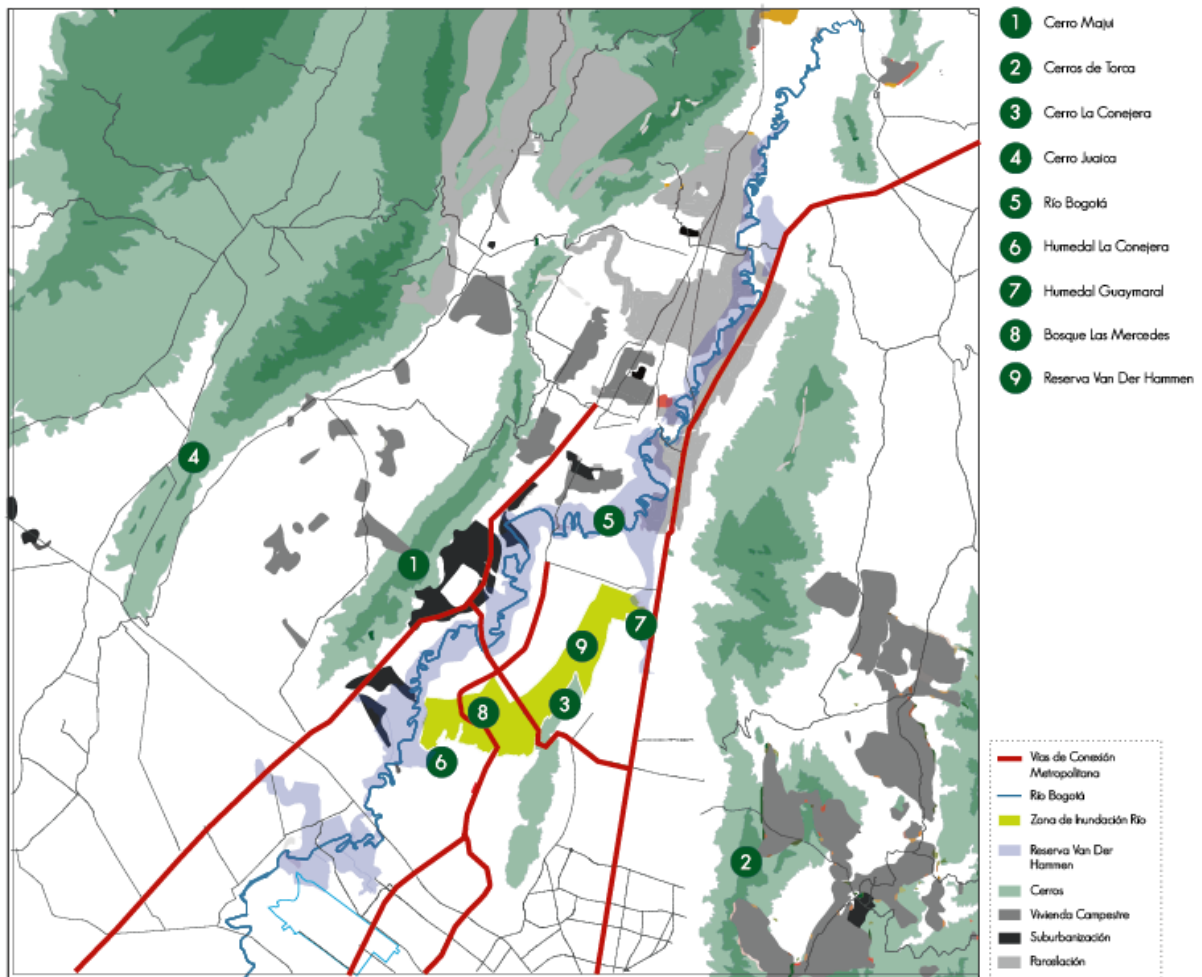 1 Cerro Majui
2 Cerros de Torca
3 Cerro La Conejera
4 Cerro Juaica
5 Río Bogotá
6 Humedal La Conejera
7 Humedal Guaymaral
8 Bosque Las Mercedes
9 Reserva Van Der Hammen
4
5
1
7
9
3
8
6
2
Vías de Conexión
Metropolitana
Río Bogotá
Zona de Inundación Río
Reserva Van Der
Hammen
Cerros
Vivienda Campestre
Suburbanización
Parcelación